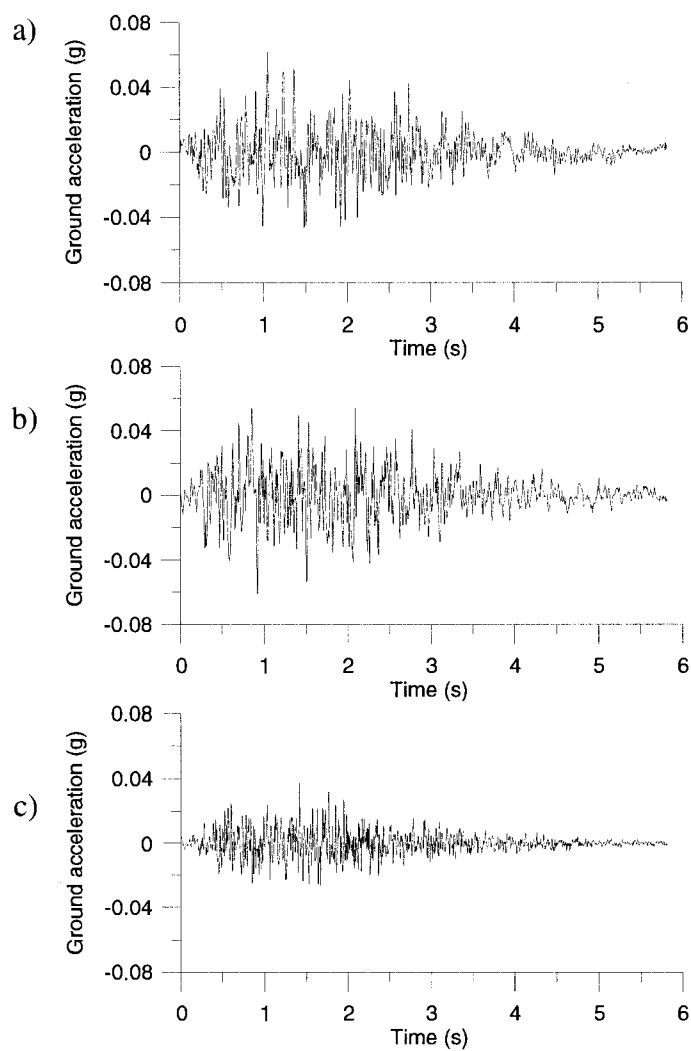 a)
Ground acceleration (g)
0.08
0.04
0
-0.04
-0.08
0 1 2 3 4 5 6
Time (s)
b)
Ground acceleration (g)
0.08
0.04
0
-0.04
-0.08
0 1 2 3 4 5 6
Time (s)
c)
Ground acceleration (g)
0.08
0.04
0
-0.04
-0.08
0 1 2 3 4 5 6
Time (s)